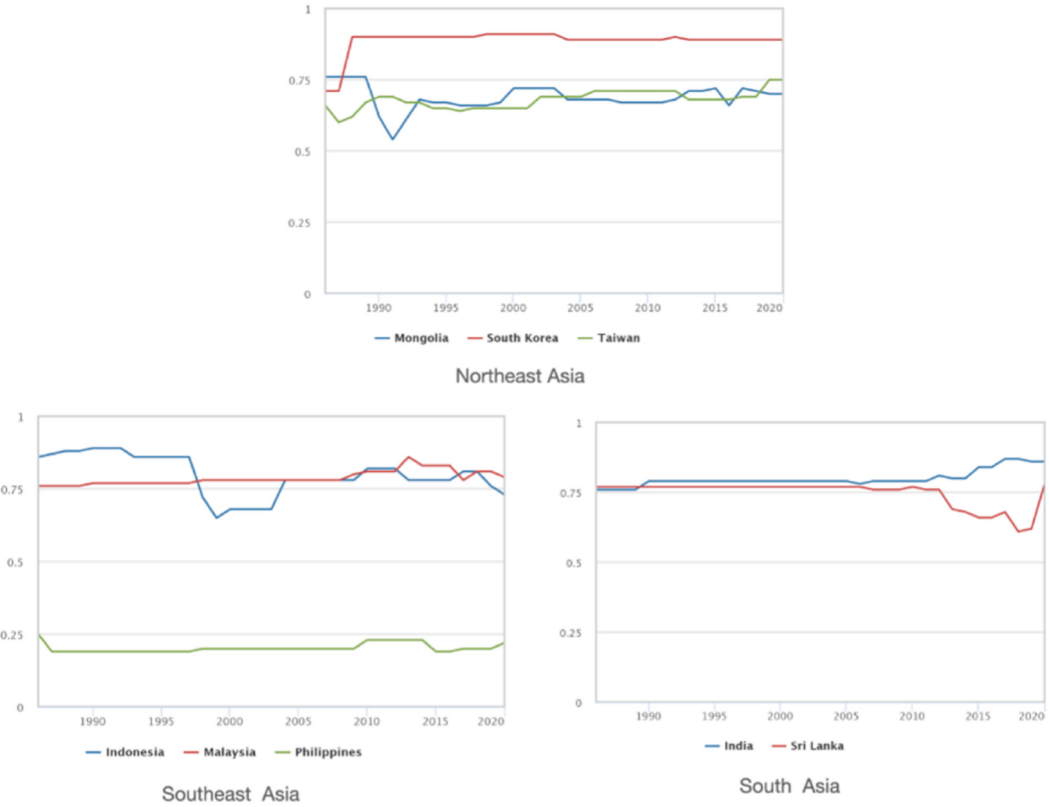 1
0.75
0.5
0.25
0
1990 1995 2000 2005 2010 2015 2020
Mongolia South Korea Taiwan
Northeast Asia
1
0.75
0.5
0.25
0
1990 1995 2000 2005 2010 2015 2020
Indonesia Malaysia Philippines
Southeast Asia
1
0.75
0.5
0.25
0
1990 1995 2000 2005 2010 2015 2020
India Sri Lanka
South Asia